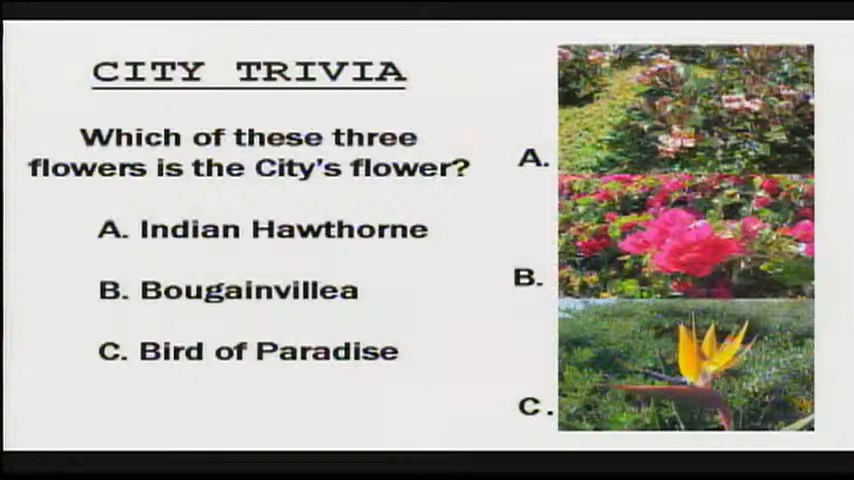 CITY TRIVIA
Which of these three
flowers is the City's flower?
A. Indian Hawthorne
B. Bougainvillea
C. Bird of Paradise
A.
B.
C.